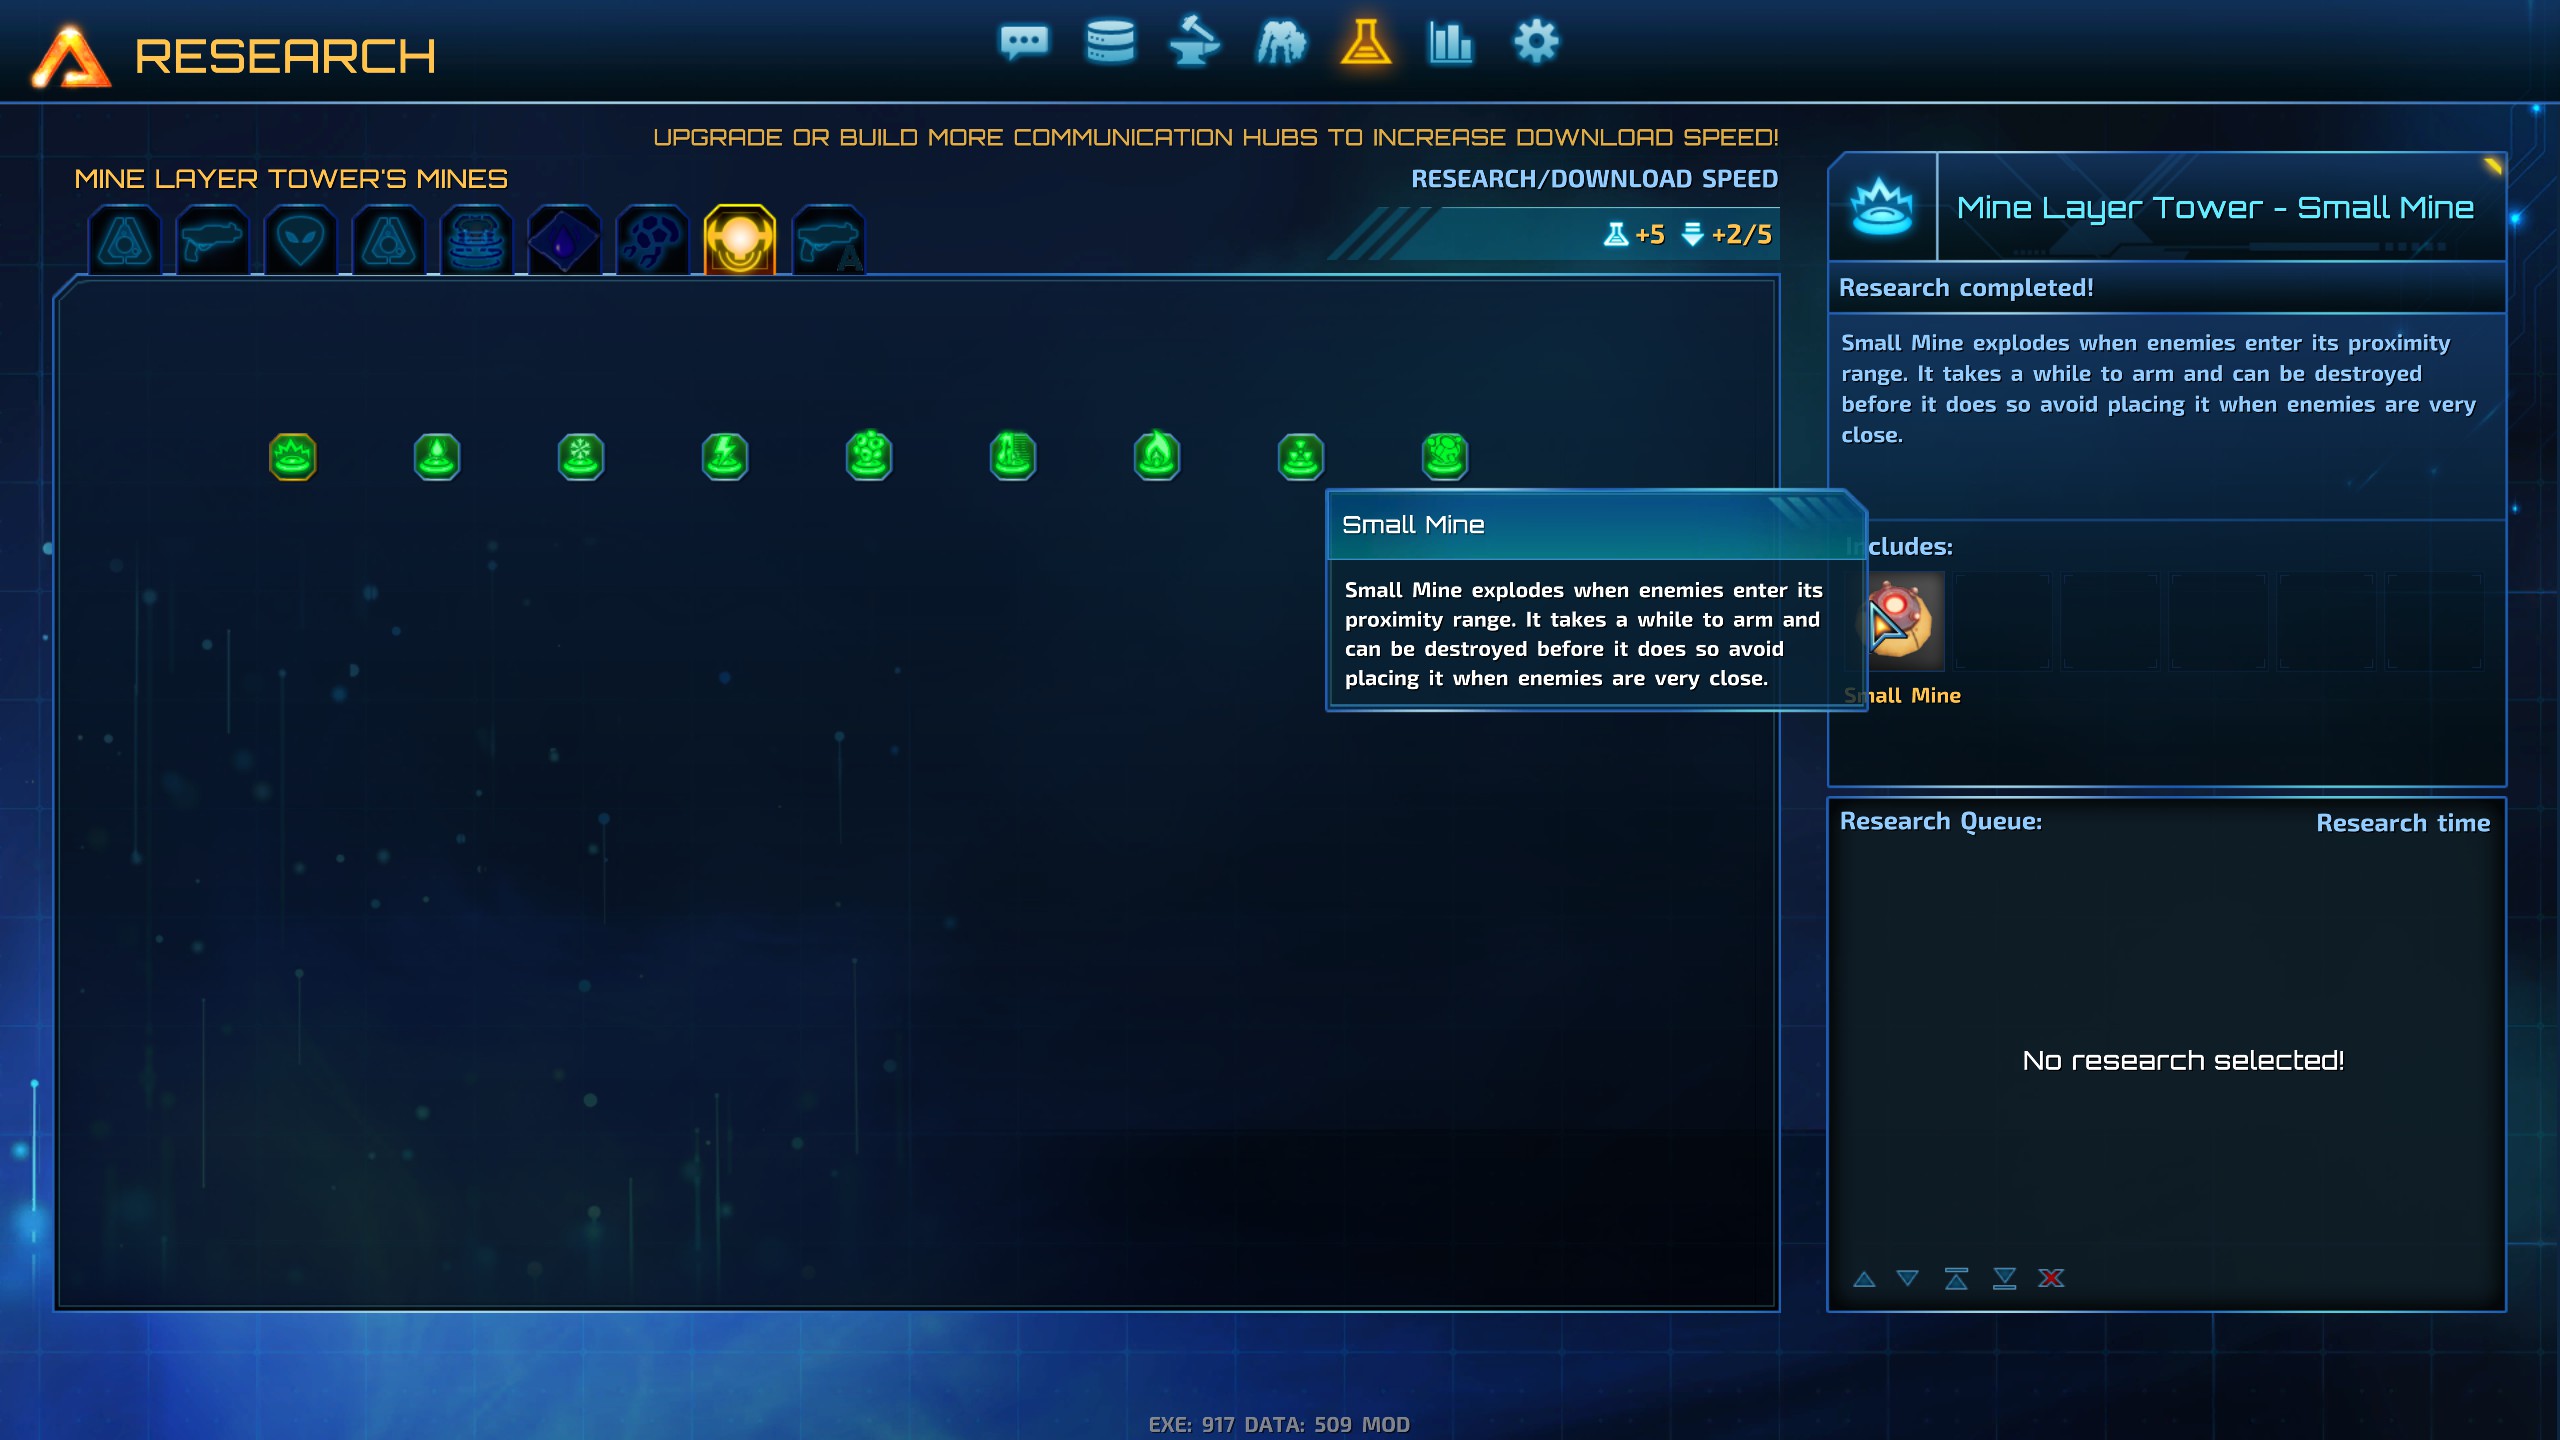 RESEARCH
UPGRADE OR BUILD MORE COMMUNICATION HUBS TO INCREASE DOWNLOAD SPEED!
MINE LAYER TOWER'S MINES
RESEARCH/DOWNLOAD SPEED
+5 +2/5
A
Mine Layer Tower - Small Mine
Research completed!
Small Mine explodes when enemies enter its proximity
range. It takes a while to arm and can be destroyed
before it does so avoid placing it when enemies are very
close.
Small Mine
Small Mine explodes when enemies enter its
proximity range. It takes a while to arm and
can be destroyed before it does so avoid
placing it when enemies are very close.
Includes:
Small Mine
Research Queue:
Research time
No research selected!
EXE: 917 DATA: 509 MOD